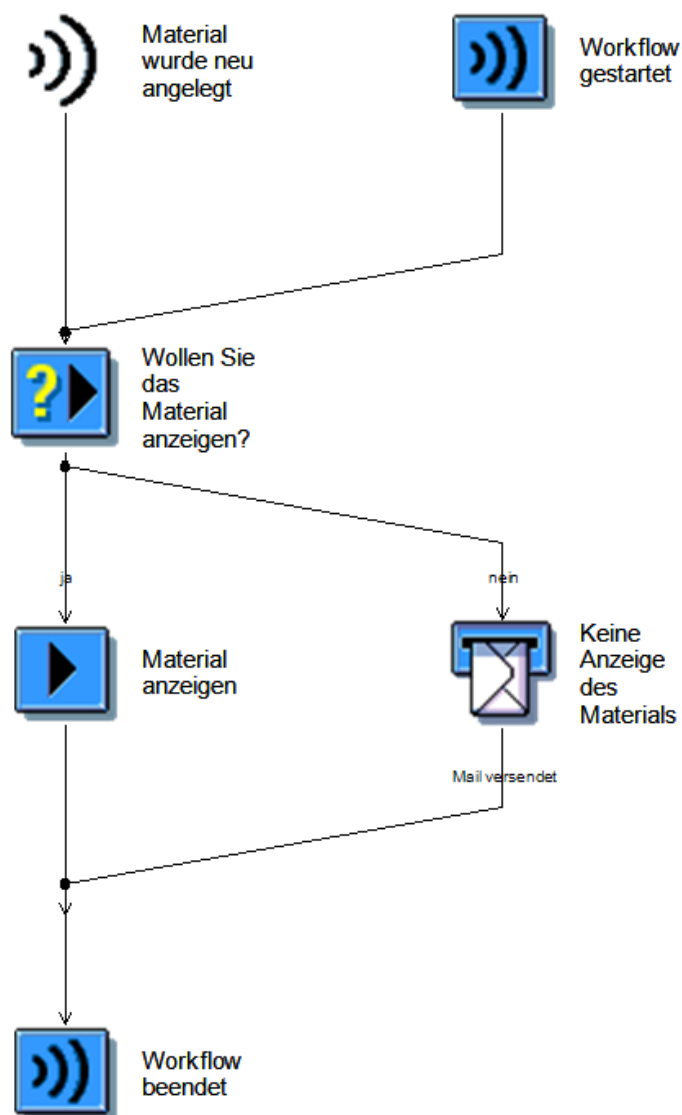 Material
wurde neu
angelegt
Workflow
gestartet
Wollen Sie
das
Material
anzeigen?
ja
nein
Material
anzeigen
Keine
Anzeige
des
Materials
Mail versendet
Workflow
beendet